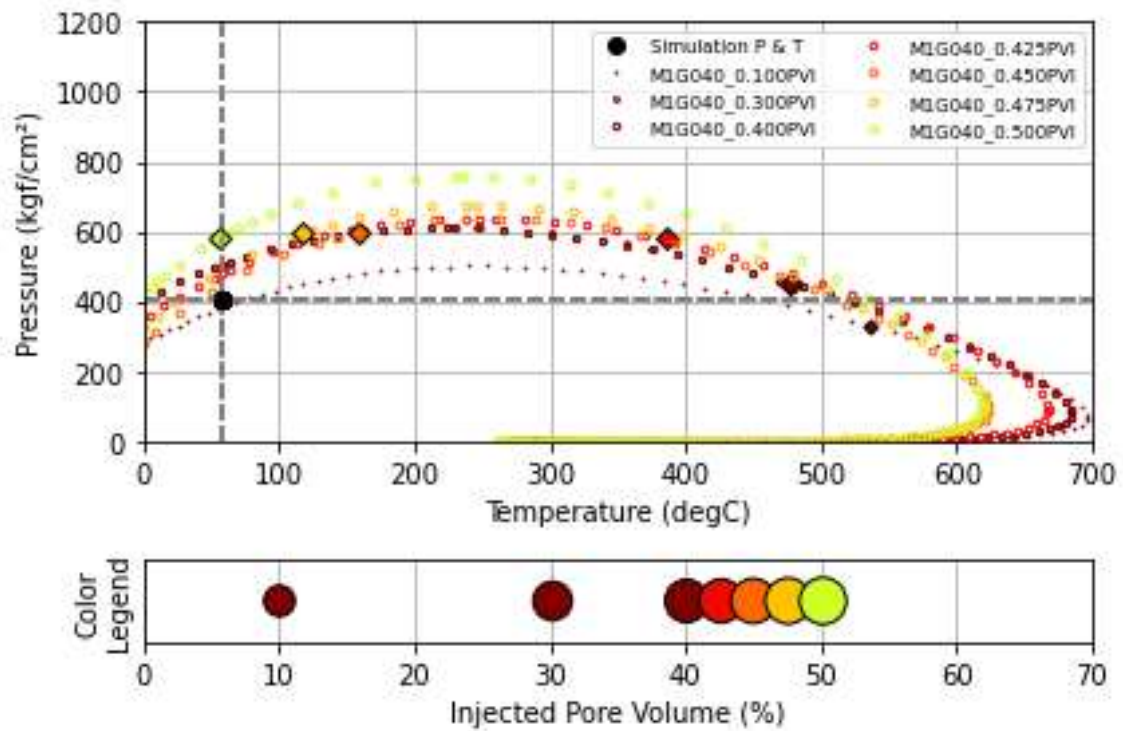 1200
1000
800
600
400
200
0
Pressure (kgf/cm²)
Simulation P & T
M1G040_0.100PVI
M1G040_0.300PVI
M1G040_0.400PVI
M1G040_0.425PVI
M1G040_0.450PVI
M1G040_0.475PVI
M1G040_0.500PVI
0 100 200 300 400 500 600 700
Temperature (degC)
Color
Legend
0 10 20 30 40 50 60 70
Injected Pore Volume (%)